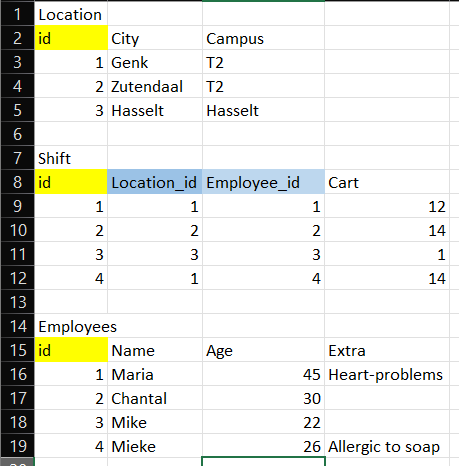 1 Location
2 id City Campus
3 1 Genk T2
4 2 Zutendaal T2
5 3 Hasselt Hasselt
6
7 Shift
8 id Location_id Employee_id Cart
9 1 1 1 12
10 2 2 2 14
11 3 3 3 1
12 4 1 4 14
13
14 Employees
15 id Name Age Extra
16 1 Maria 45 Heart-problems
17 2 Chantal 30
18 3 Mike 22
19 4 Mieke 26 Allergic to soap